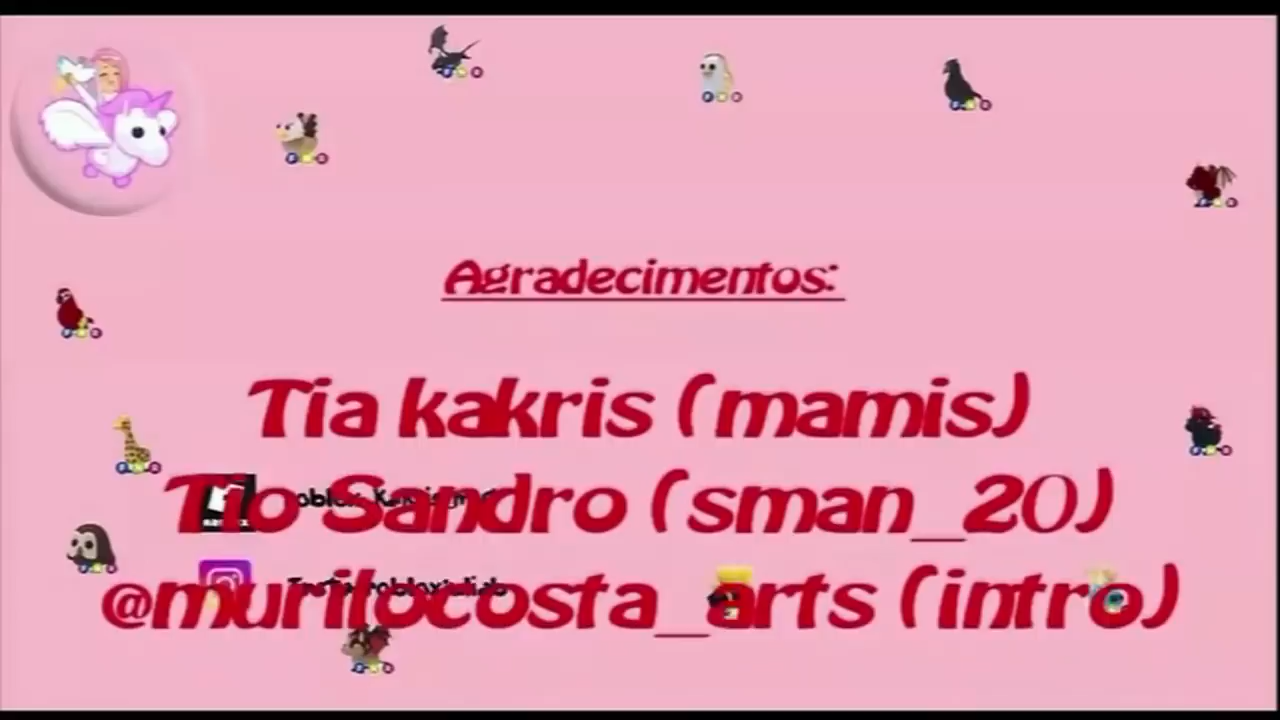 Agradecimentos:
Tia kakris (mamis)
Tio Sandro (sman_20)
@murilocosta_arts (intro)